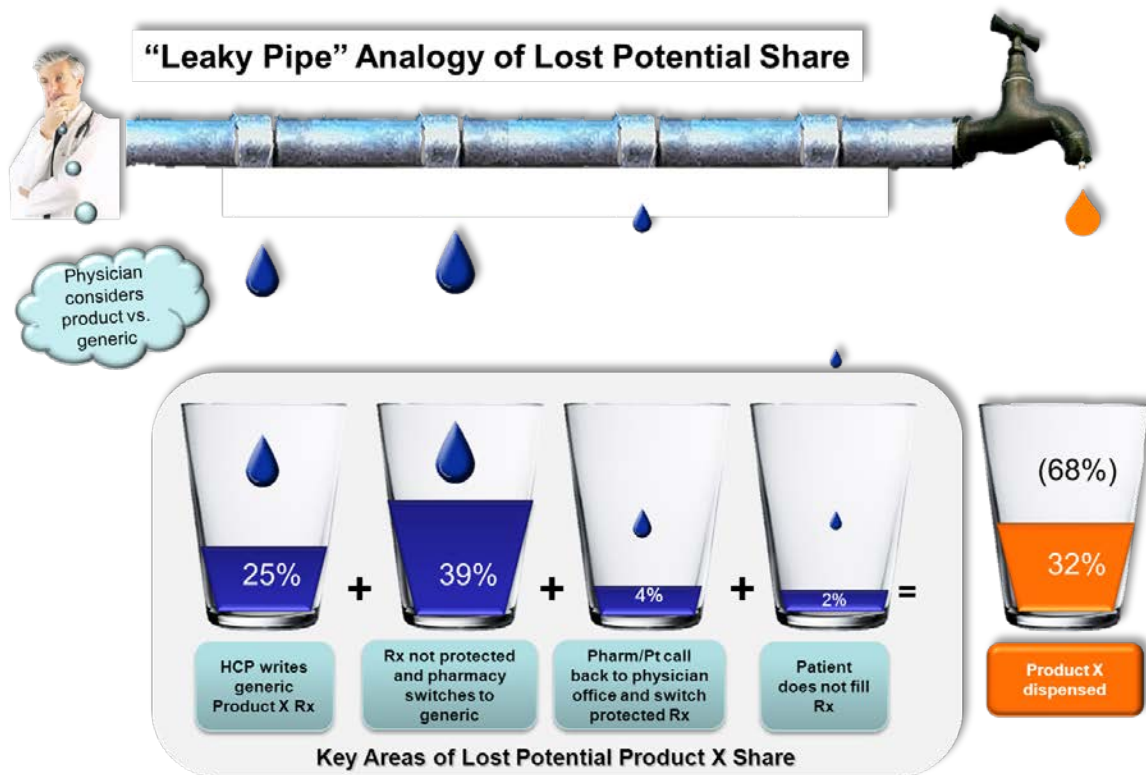 “Leaky Pipe” Analogy of Lost Potential Share
Physician
considers
product vs.
generic
25%
+
39%
+
4%
+
2%
=
(68%)
32%
HCP writes
generic
Product X Rx
Rx not protected
and pharmacy
switches to
generic
Pharm/Pt call
back to physician
office and switch
protected Rx
Patient
does not fill
Rx
Product X
dispensed
Key Areas of Lost Potential Product X Share